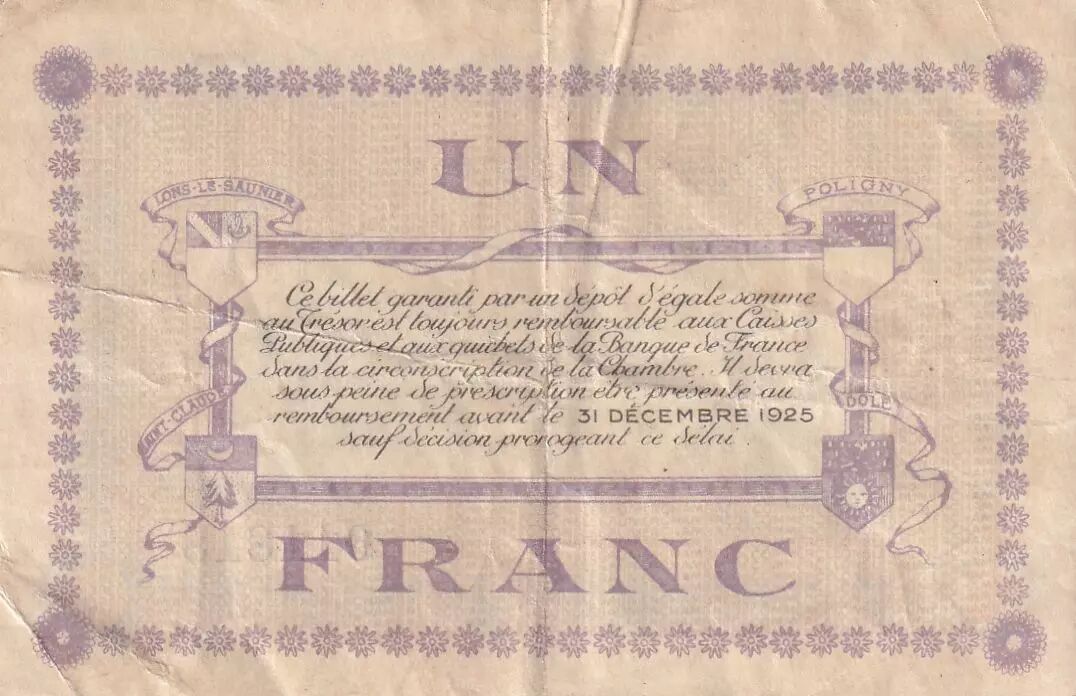 UN
LONS-LE-SAUNIER
POLIGNY
Ce billet garanti par un dépôt d'égale somme
au Trésor est toujours remboursable aux Caisses
Publiques et aux guichets de la Banque de France
dans la circonscription de la Chambre. Il devra
sous peine de prescription être présenté au
remboursement avant le 31 DÉCEMBRE 1925
sauf décision prorogeant ce délai.
SAINT-CLAUDE
DOLE
FRANC